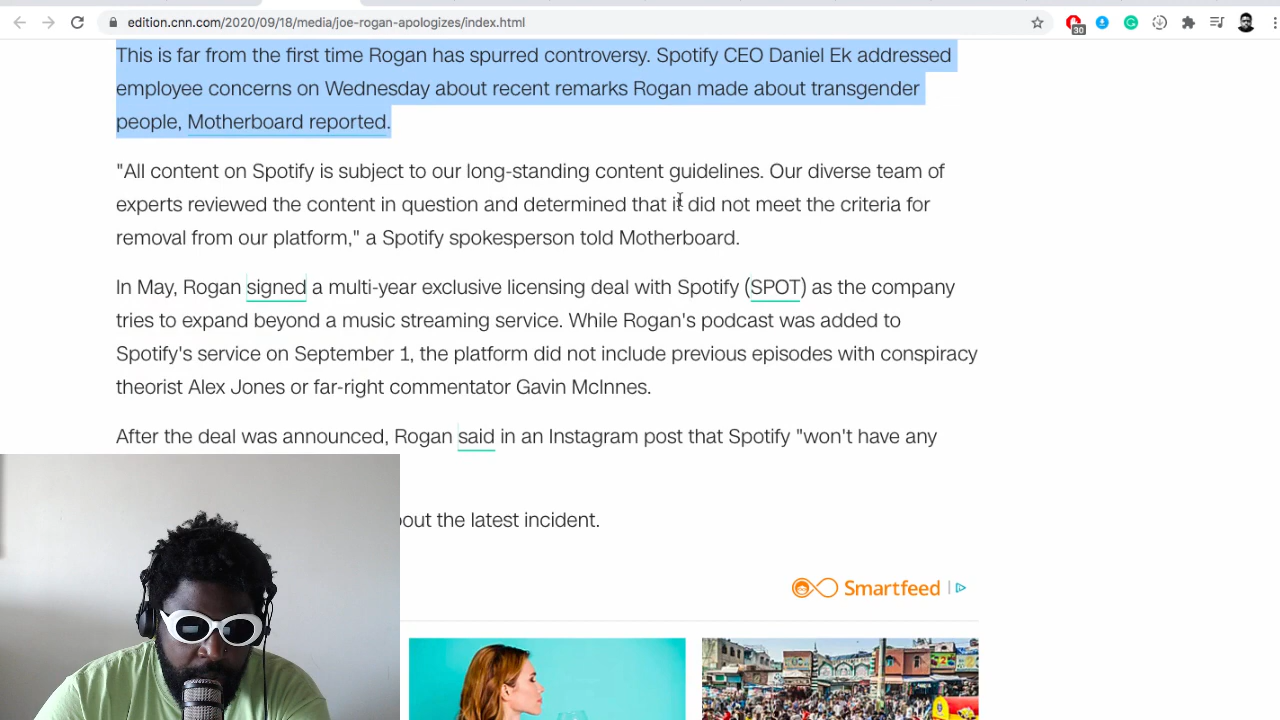 edition.cnn.com/2020/09/18/media/joe-rogan-apologizes/index.html
30
This is far from the first time Rogan has spurred controversy. Spotify CEO Daniel Ek addressed
employee concerns on Wednesday about recent remarks Rogan made about transgender
people, Motherboard reported.
"All content on Spotify is subject to our long-standing content guidelines. Our diverse team of
experts reviewed the content in question and determined that it did not meet the criteria for
removal from our platform," a Spotify spokesperson told Motherboard.
In May, Rogan signed a multi-year exclusive licensing deal with Spotify (SPOT) as the company
tries to expand beyond a music streaming service. While Rogan's podcast was added to
Spotify's service on September 1, the platform did not include previous episodes with conspiracy
theorist Alex Jones or far-right commentator Gavin McInnes.
After the deal was announced, Rogan said in an Instagram post that Spotify "won't have any
the latest incident.
Smartfeed